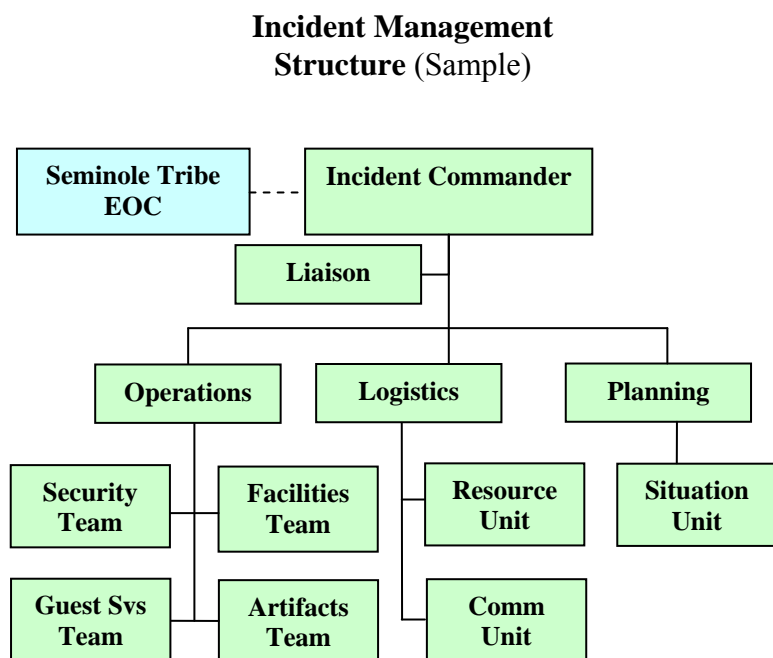 Incident Management
Structure (Sample)
Seminole Tribe
EOC
Incident Commander
Liaison
Operations
Logistics
Planning
Security
Team
Facilities
Team
Resource
Unit
Situation
Unit
Guest Svs
Team
Artifacts
Team
Comm
Unit